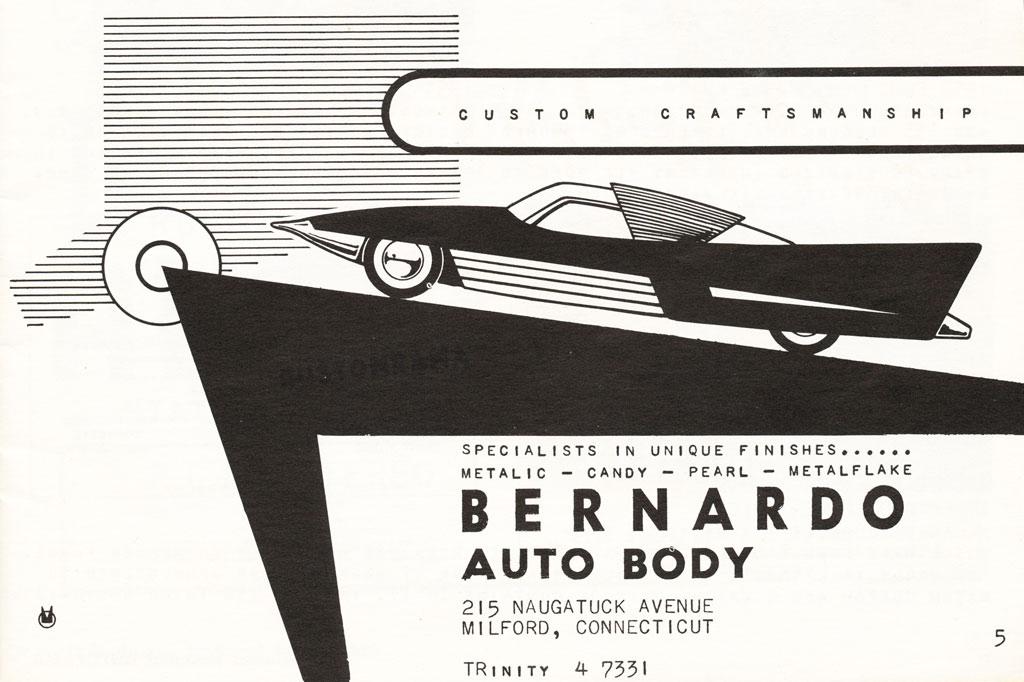 CUSTOM CRAFTSMANSHIP
SPECIALISTS IN UNIQUE FINISHES......
METALIC – CANDY – PEARL – METALFLAKE
BERNARDO
AUTO BODY
215 NAUGATUCK AVENUE
MILFORD, CONNECTICUT
TRINITY 4 7331
5